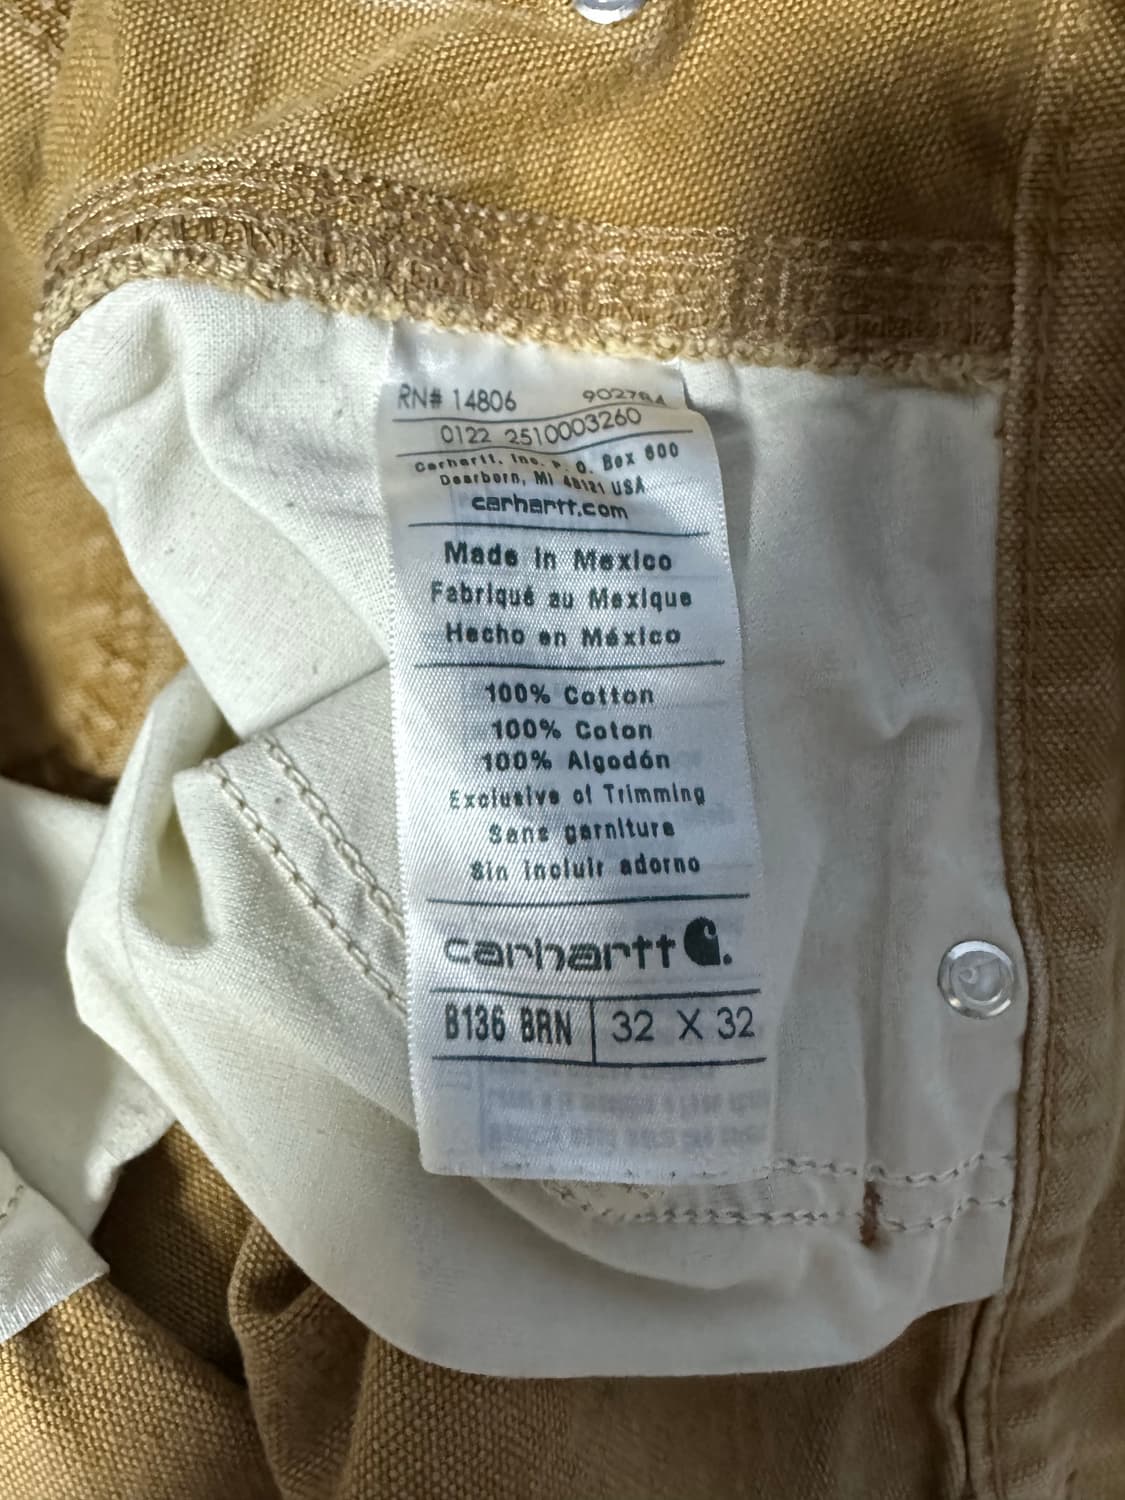 RN# 14806 902784
0122 2510003260
Carhartt, Inc. P. O. Box 600
Dearborn, MI 48121 USA
carhartt.com
Made in Mexico
Fabriqué au Mexique
Hecho en México
100% Cotton
100% Coton
100% Algodón
Exclusive of Trimming
Sans garniture
Sin incluir adorno
carhartt
B136 BRN 32 X 32